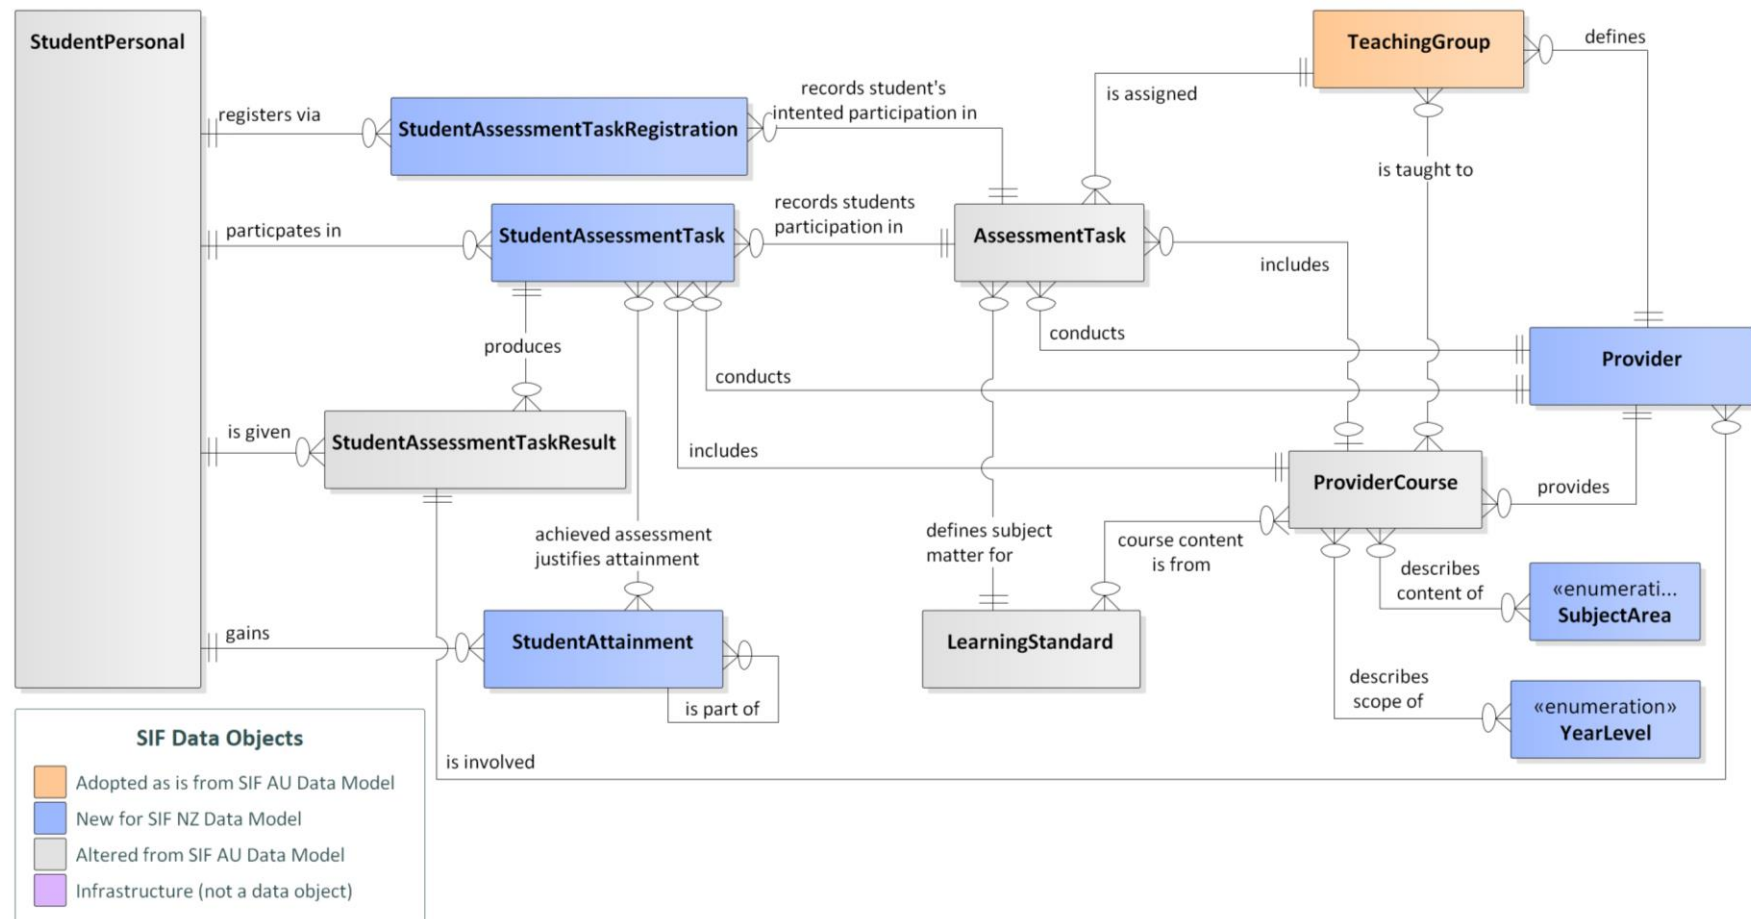 StudentPersonal
TeachingGroup
defines
records student's
intented participation in
is assigned
registers via
StudentAssessmentTaskRegistration
is taught to
records students
participation in
particpates in
StudentAssessmentTask
AssessmentTask
includes
conducts
produces
Provider
conducts
is given
StudentAssessmentTaskResult
includes
ProviderCourse
provides
achieved assessment
justifies attainment
defines subject
matter for
course content
is from
describes
content of
«enumerati...
SubjectArea
gains
StudentAttainment
LearningStandard
is part of
describes
scope of
«enumeration»
YearLevel
is involved
SIF Data Objects
Adopted as is from SIF AU Data Model
New for SIF NZ Data Model
Altered from SIF AU Data Model
Infrastructure (not a data object)